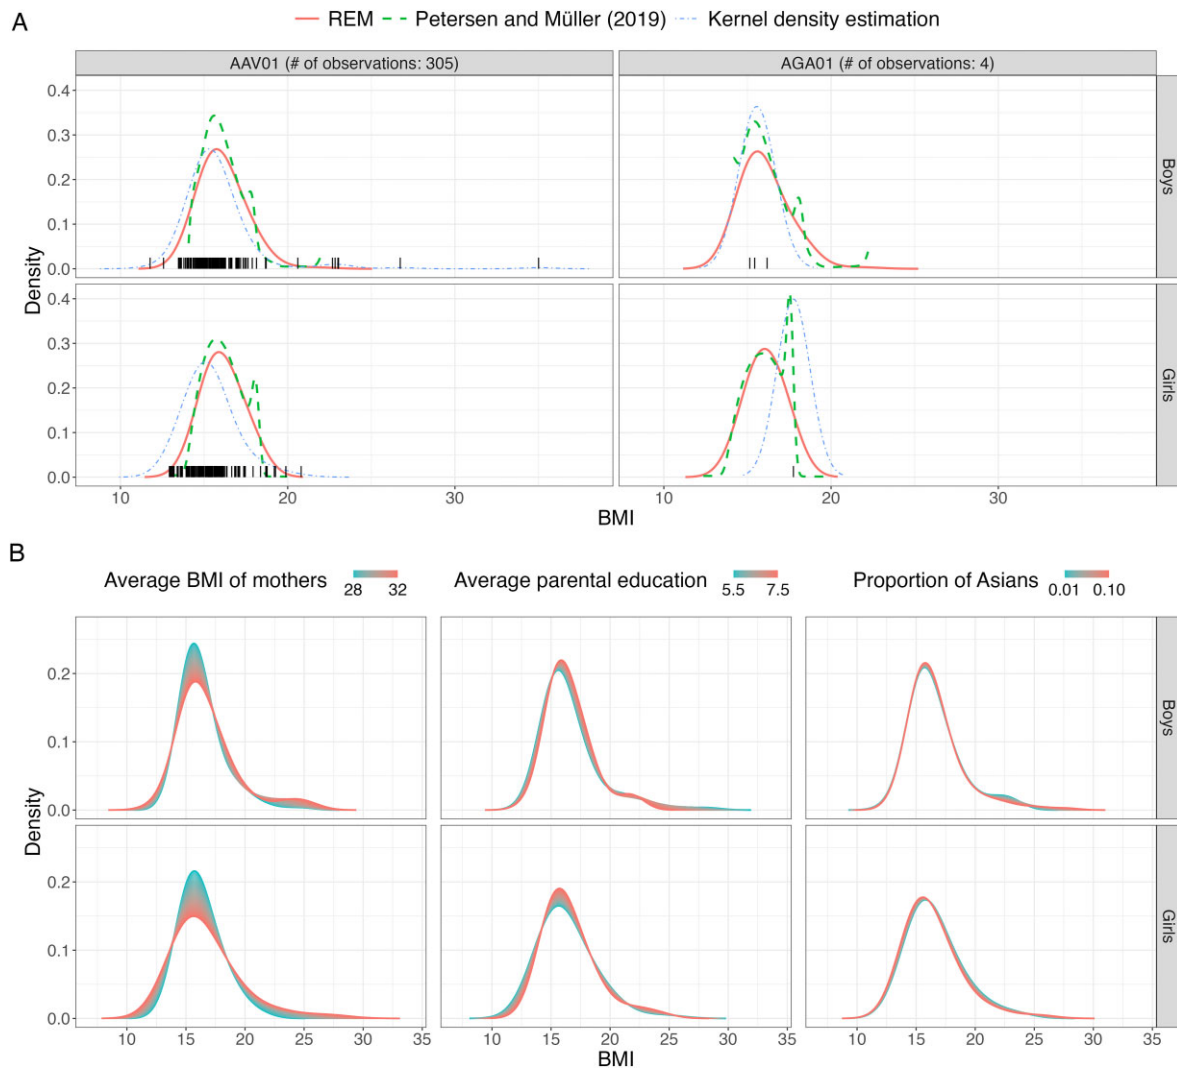 A
REM Petersen and Müller (2019) Kernel density estimation
AAV01 (# of observations: 305) AGA01 (# of observations: 4)
0.4
0.3
0.2
0.1
0.0
Boys
Density
0.4
0.3
0.2
0.1
0.0
Girls
10 20 30 10 20 30
BMI
B
Average BMI of mothers 28 32 Average parental education 5.5 7.5 Proportion of Asians 0.01 0.10
0.2
0.1
0.0
Boys
Density
0.2
0.1
0.0
Girls
10 15 20 25 30 35 10 15 20 25 30 35 10 15 20 25 30 35
BMI